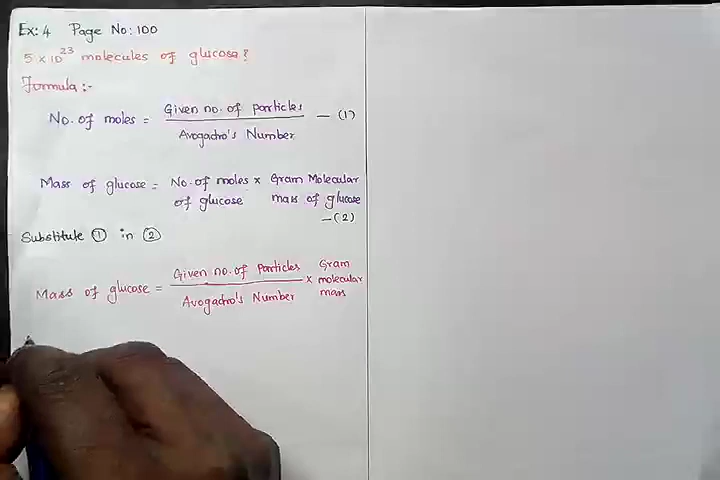 Ex: 4 Page No: 100
5 × 10²³ molecules of glucose?
Formula :-
No. of moles = Given no. of particles / Avogadro's Number — (1)
Mass of glucose = No. of moles × Gram Molecular
of glucose mass of glucose
— (2)
Substitute ① in ②
Mass of glucose = Given no. of particles / Avogadro's Number × Gram molecular mass